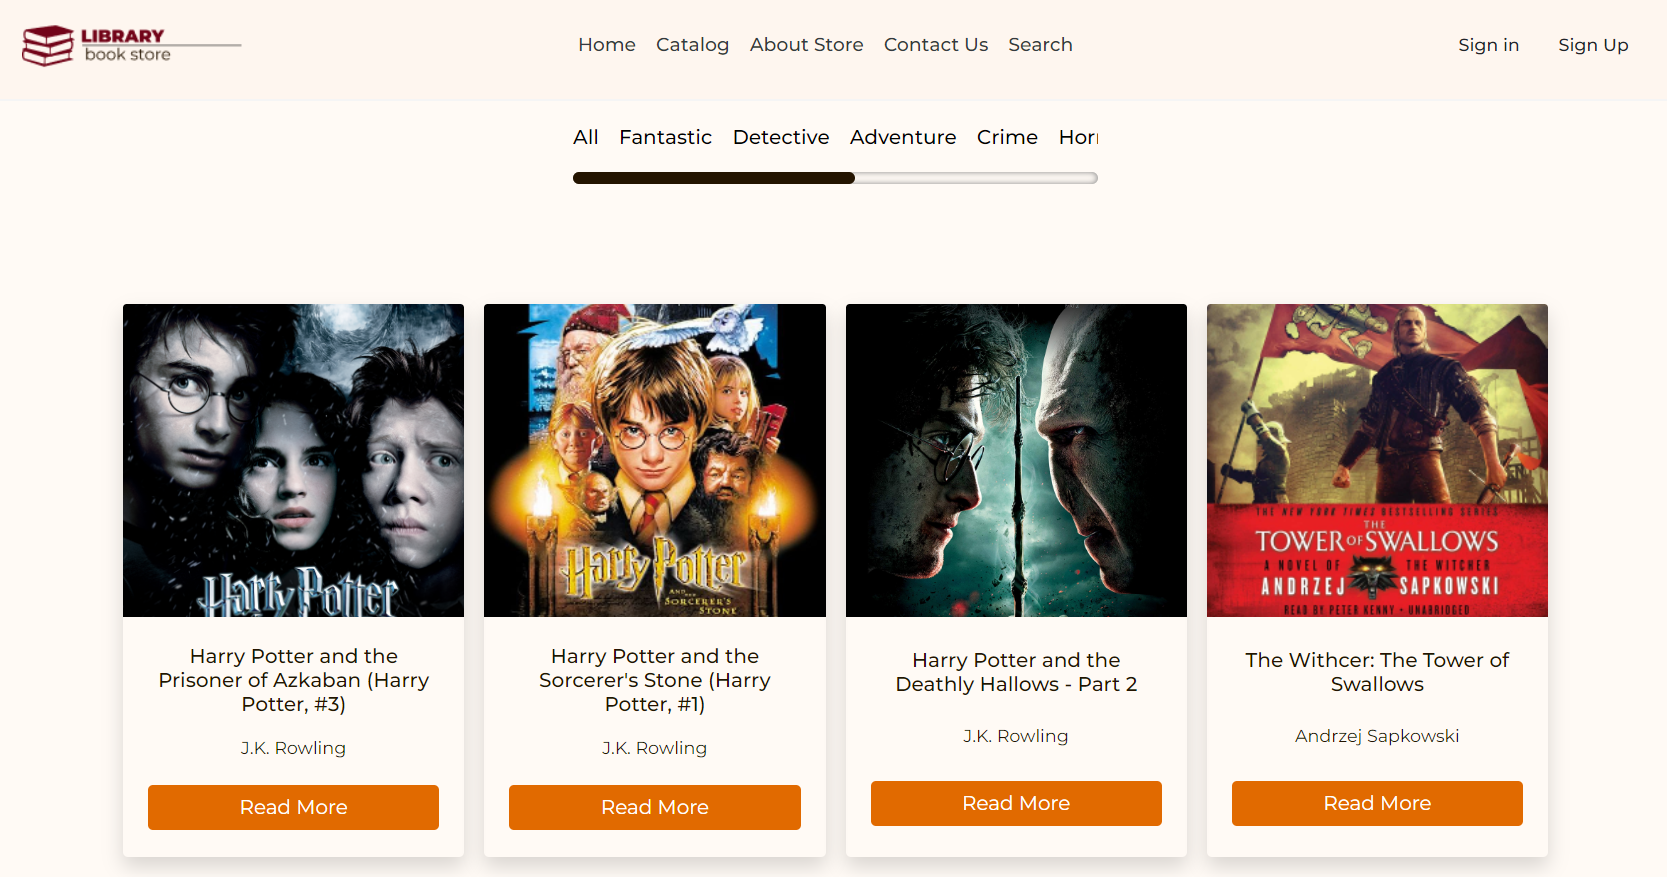 LIBRARY
book store
Home Catalog About Store Contact Us Search
Sign in Sign Up
All Fantastic Detective Adventure Crime Horr
Harry Potter
Harry Potter
AND THE
SORCERER'S
STONE
THE NEW YORK TIMES BESTSELLING SERIES
THE
TOWER OF SWALLOWS
A NOVEL OF THE WITCHER
ANDRZEJ SAPKOWSKI
READ BY PETER KENNY • UNABRIDGED
Harry Potter and the
Prisoner of Azkaban (Harry
Potter, #3)
J.K. Rowling
Read More
Harry Potter and the
Sorcerer's Stone (Harry
Potter, #1)
J.K. Rowling
Read More
Harry Potter and the
Deathly Hallows - Part 2
J.K. Rowling
Read More
The Withcer: The Tower of
Swallows
Andrzej Sapkowski
Read More